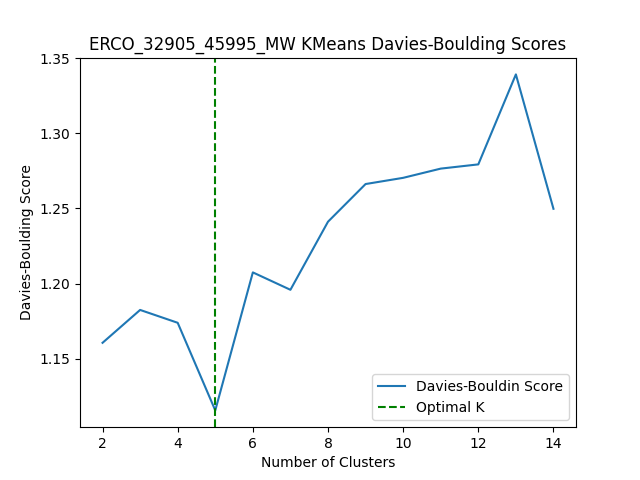 ERCO_32905_45995_MW KMeans Davies-Boulding Scores
Davies-Boulding Score
1.35
1.30
1.25
1.20
1.15
2
4
6
8
10
12
14
Number of Clusters
Davies-Bouldin Score
Optimal K